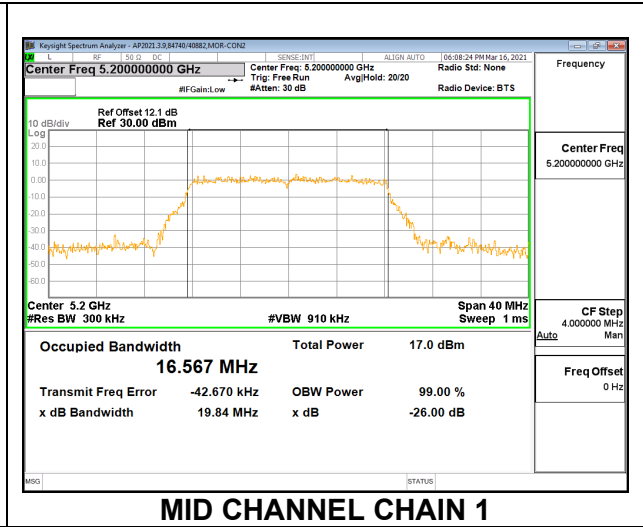 Keysight Spectrum Analyzer - AP2021.3.9,84740/40882,MOR-CON2
LXI L RF 50 Ω DC SENSE:INT ALIGN AUTO 06:08:24 PM Mar 16, 2021
Center Freq 5.200000000 GHz
Center Freq: 5.200000000 GHz
Radio Std: None
Trig: Free Run Avg|Hold: 20/20
#IFGain:Low #Atten: 30 dB Radio Device: BTS
Frequency
Ref Offset 12.1 dB
10 dB/div Ref 30.00 dBm
Log
20.0
10.0
0.00
-10.0
-20.0
-30.0
-40.0
-50.0
-60.0
Center Freq
5.200000000 GHz
Center 5.2 GHz Span 40 MHz
#Res BW 300 kHz #VBW 910 kHz Sweep 1 ms
CF Step
4.000000 MHz
Auto Man
Occupied Bandwidth Total Power 17.0 dBm
16.567 MHz
Transmit Freq Error -42.670 kHz OBW Power 99.00 %
x dB Bandwidth 19.84 MHz x dB -26.00 dB
Freq Offset
0 Hz
MSG STATUS
MID CHANNEL CHAIN 1